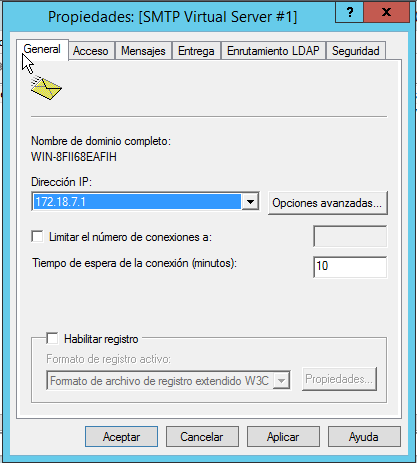 Propiedades: [SMTP Virtual Server #1]
? x
General Acceso Mensajes Entrega Enrutamiento LDAP Seguridad
Nombre de dominio completo:
WIN-8FII68EAFIH
Dirección IP:
172.18.7.1 Opciones avanzadas...
Limitar el número de conexiones a:
Tiempo de espera de la conexión (minutos): 10
Habilitar registro
Formato de registro activo:
Formato de archivo de registro extendido W3C Propiedades...
Aceptar Cancelar Aplicar Ayuda